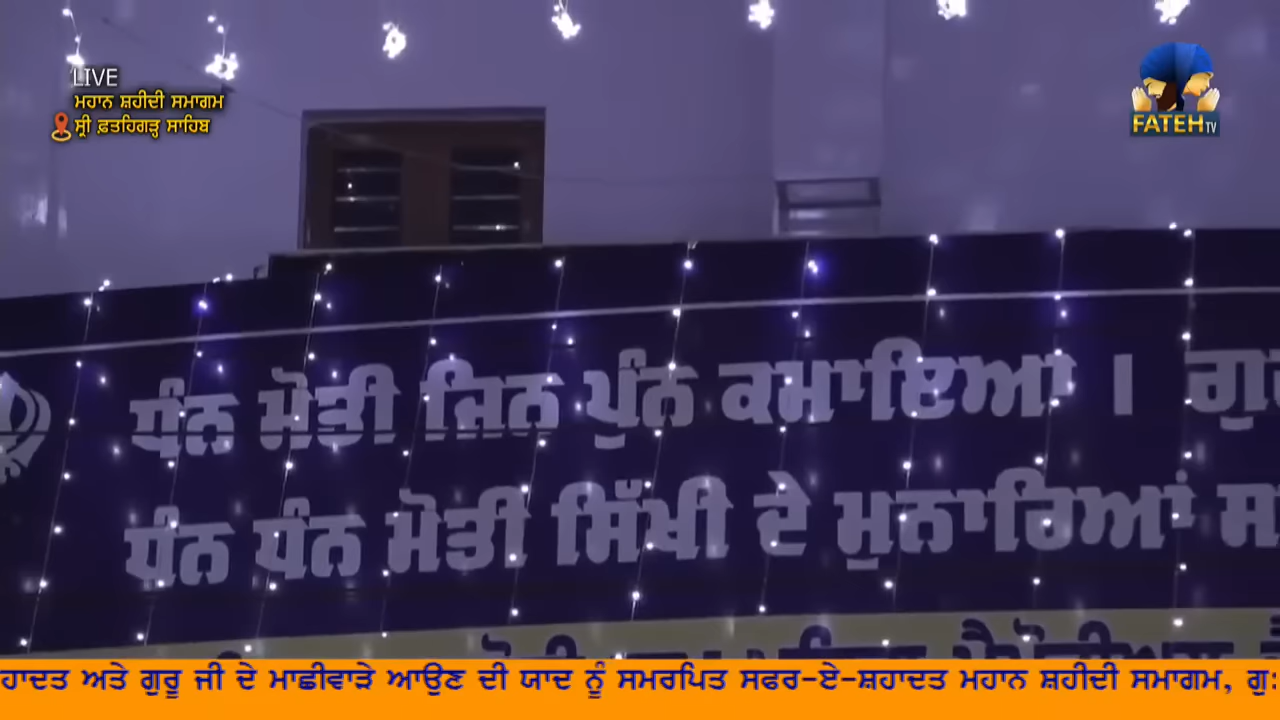 LIVE
ਮਹਾਨ ਸ਼ਹੀਦੀ ਸਮਾਗਮ
ਸ੍ਰੀ ਫ਼ਤਹਿਗੜ੍ਹ ਸਾਹਿਬ
FATEH TV
ਧੰਨ ਮੋਤੀ ਜਿਨ ਪੁੰਨ ਕਮਾਇਆ ।
ਧੰਨ ਧੰਨ ਮੋਤੀ ਸਿੱਖੀ ਦੇ ਮੁਨਾਰਿਆਂ
ਹਾਦਤ ਅਤੇ ਗੁਰੂ ਜੀ ਦੇ ਮਾਛੀਵਾੜੇ ਆਉਣ ਦੀ ਯਾਦ ਨੂੰ ਸਮਰਪਿਤ ਸਫਰ-ਏ-ਸ਼ਹਾਦਤ ਮਹਾਨ ਸ਼ਹੀਦੀ ਸਮਾਗਮ, ਗੁ: